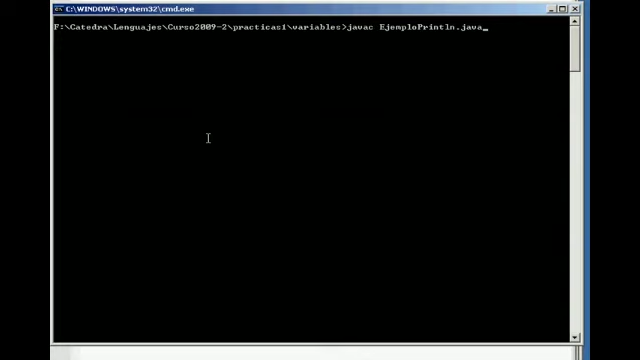 C:\WINDOWS\system32\cmd.exe
F:\Catedra\Lenguajes\Curso2009-2\practicas1\variables>javac EjemploPrintln.java